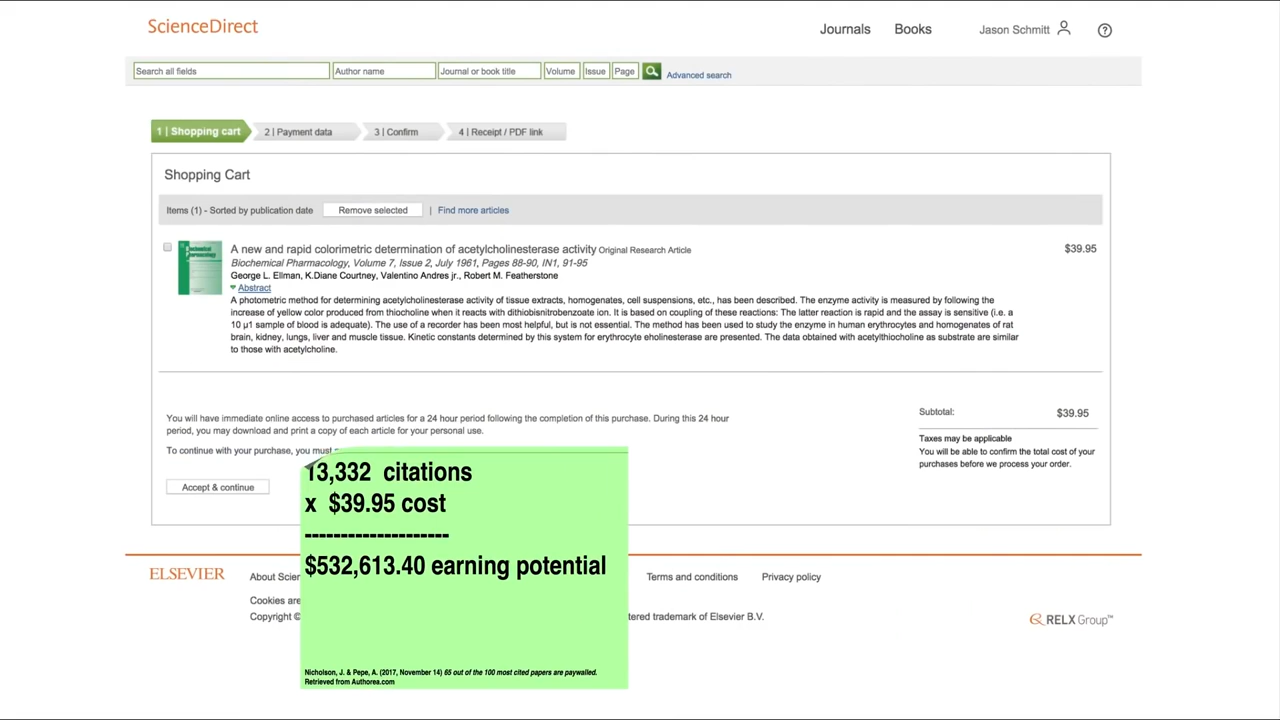 ScienceDirect
Journals Books Jason Schmitt ?
Search all fields Author name Journal or book title Volume Issue Page Advanced search
1 | Shopping cart 2 | Payment data 3 | Confirm 4 | Receipt / PDF link
Shopping Cart
Items (1) - Sorted by publication date Remove selected | Find more articles
A new and rapid colorimetric determination of acetylcholinesterase activity Original Research Article $39.95
Biochemical Pharmacology, Volume 7, Issue 2, July 1961, Pages 88-90, IN1, 91-95
George L. Ellman, K.Diane Courtney, Valentino Andres jr., Robert M. Featherstone
Abstract
A photometric method for determining acetylcholinesterase activity of tissue extracts, homogenates, cell suspensions, etc., has been described. The enzyme activity is measured by following the
increase of yellow color produced from thiocholine when it reacts with dithiobisnitrobenzoate ion. It is based on coupling of these reactions: The latter reaction is rapid and the assay is sensitive (i.e. a
10 μ1 sample of blood is adequate). The use of a recorder has been most helpful, but is not essential. The method has been used to study the enzyme in human erythrocytes and homogenates of rat
brain, kidney, lungs, liver and muscle tissue. Kinetic constants determined by this system for erythrocyte eholinesterase are presented. The data obtained with acetylthiocholine as substrate are similar
to those with acetylcholine.
You will have immediate online access to purchased articles for a 24 hour period following the completion of this purchase. During this 24 hour
period, you may download and print a copy of each article for your personal use.
To continue with your purchase, you must
Accept & continue
Subtotal: $39.95
Taxes may be applicable
You will be able to confirm the total cost of your
purchases before we process your order.
13,332 citations
x $39.95 cost
--------------------
$532,613.40 earning potential
Nicholson, J. & Pepe, A. (2017, November 14) 65 out of the 100 most cited papers are paywalled.
Retrieved from Authorea.com
ELSEVIER About Scien Terms and conditions Privacy policy
Cookies are
Copyright © tered trademark of Elsevier B.V.
RELX Group™